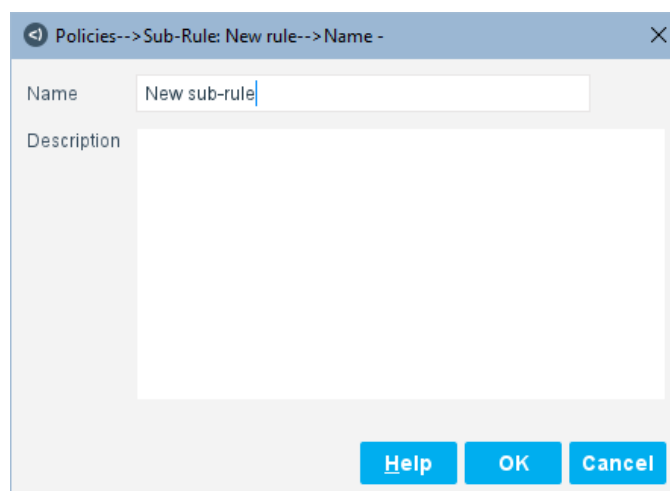 Policies-->Sub-Rule: New rule-->Name -
Name New sub-rule
Description
Help OK Cancel